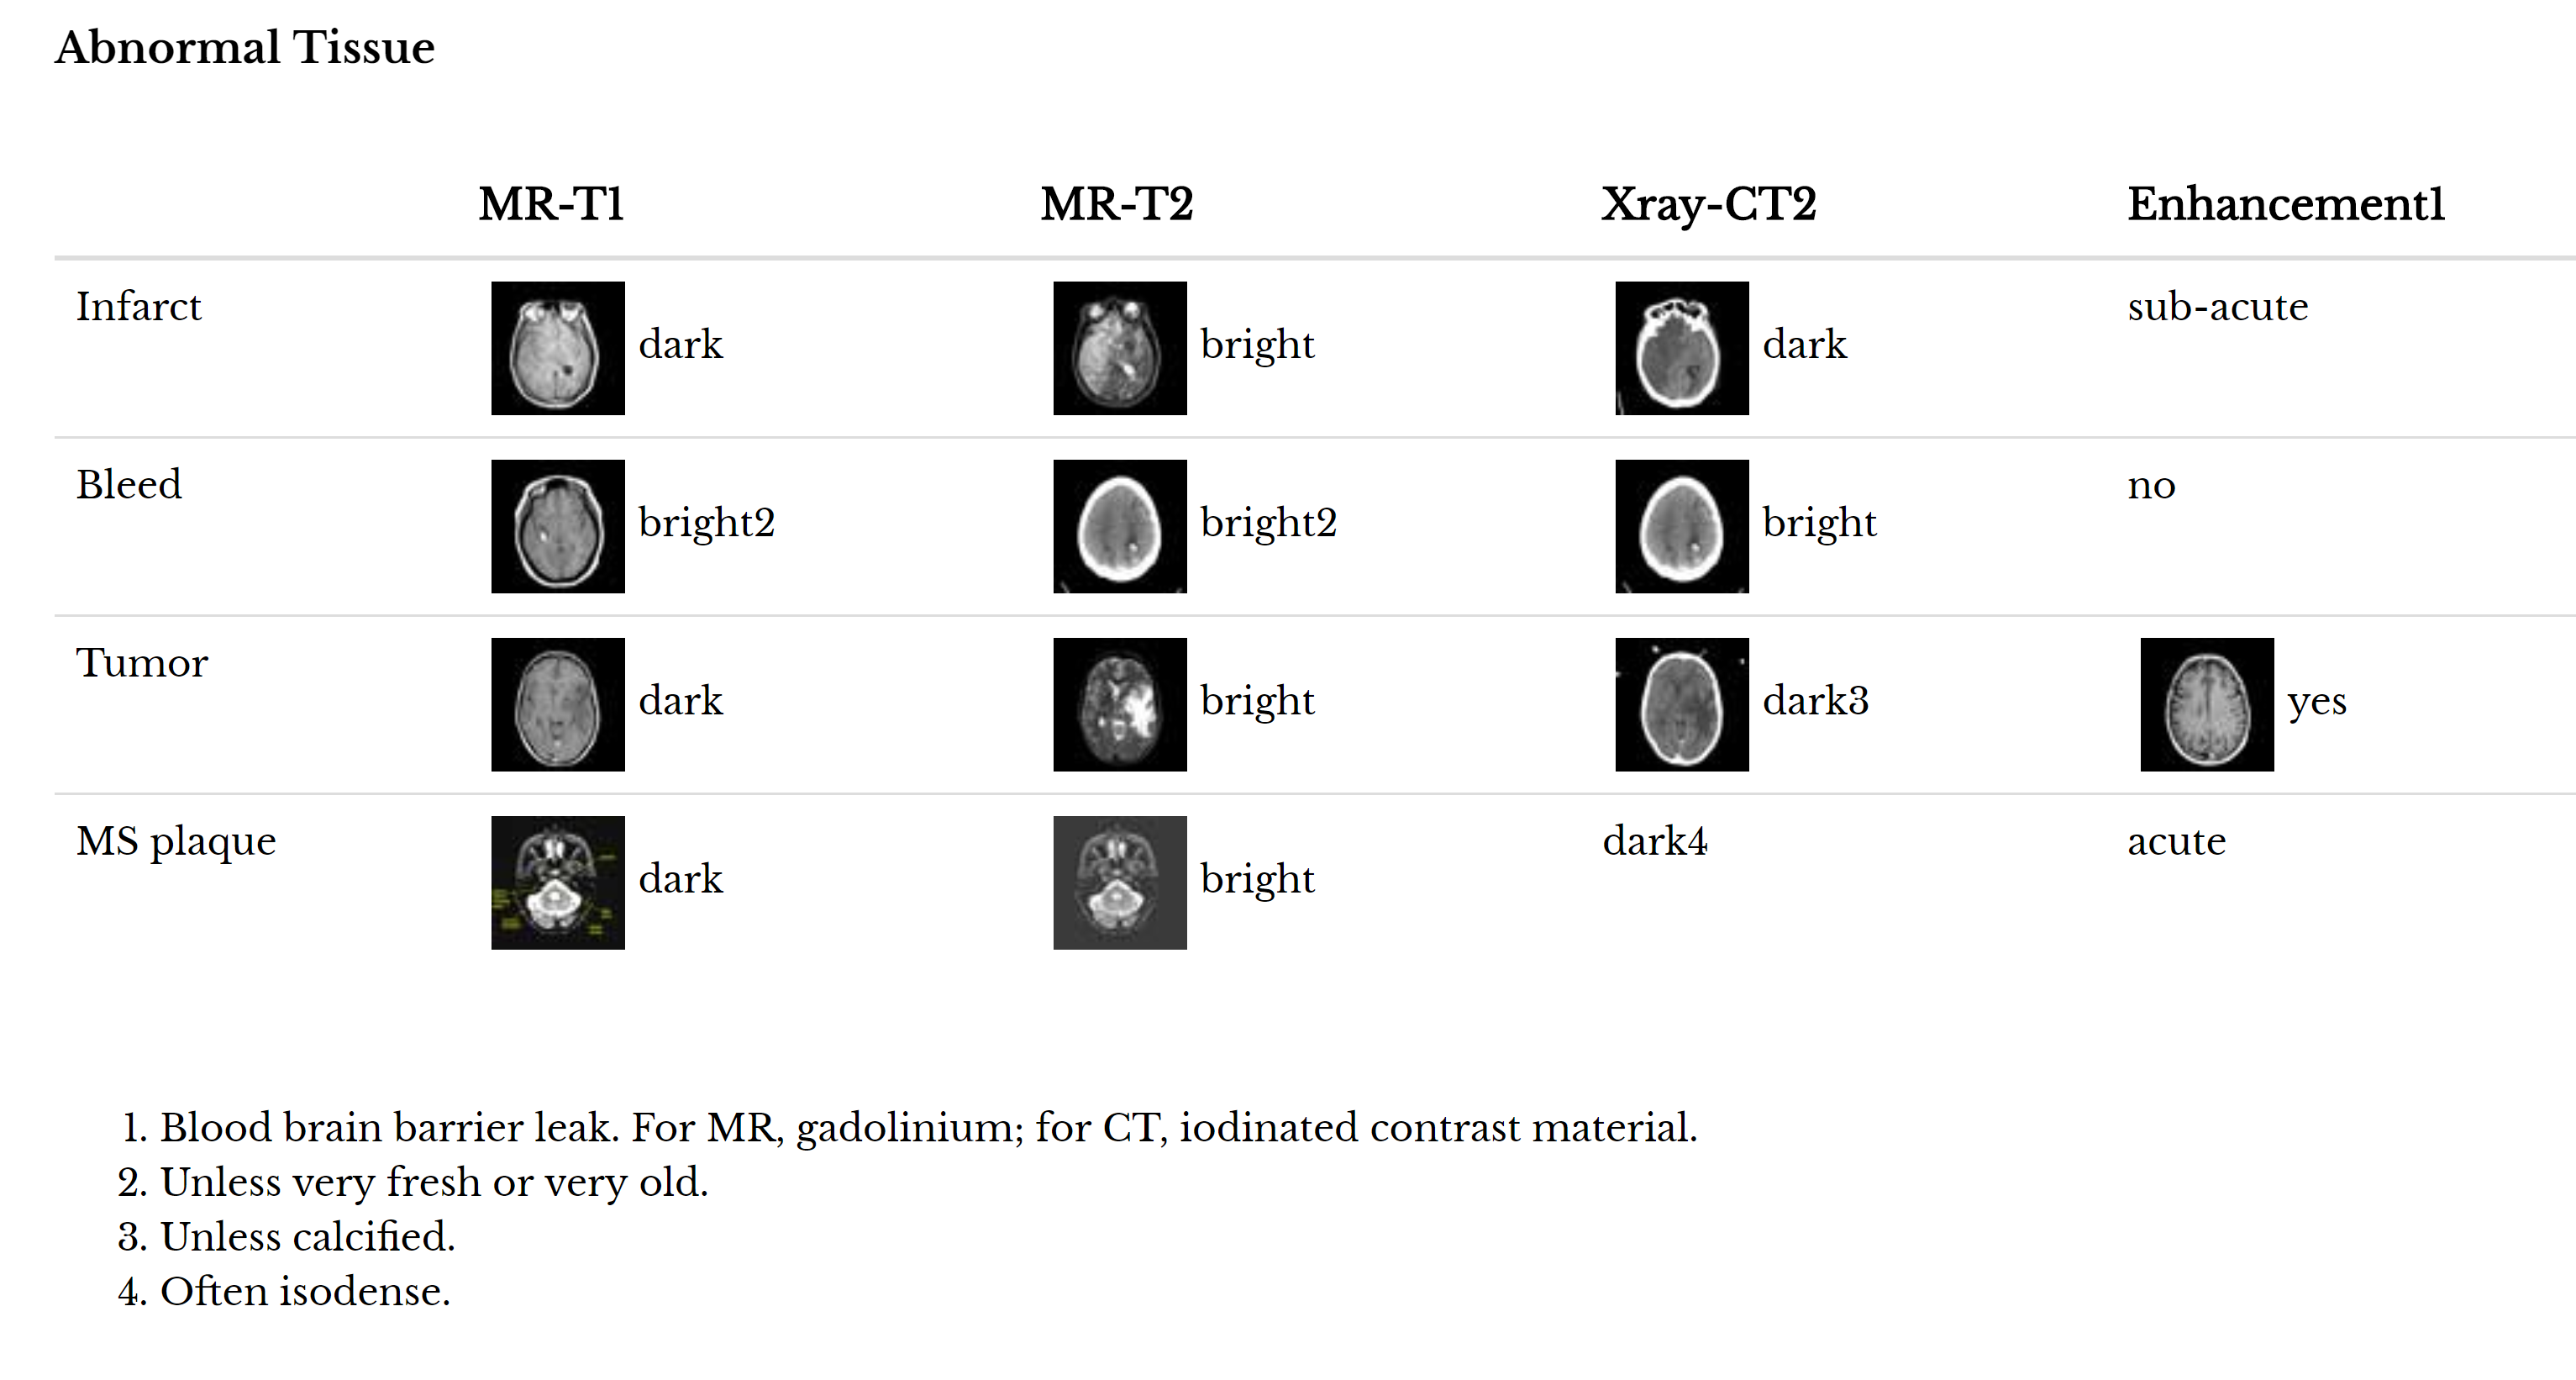 Abnormal Tissue
MR-T1 MR-T2 Xray-CT2 Enhancement1
Infarct dark bright dark sub-acute
Bleed bright2 bright2 bright no
Tumor dark bright dark3 yes
MS plaque dark bright dark4 acute
1. Blood brain barrier leak. For MR, gadolinium; for CT, iodinated contrast material.
2. Unless very fresh or very old.
3. Unless calcified.
4. Often isodense.